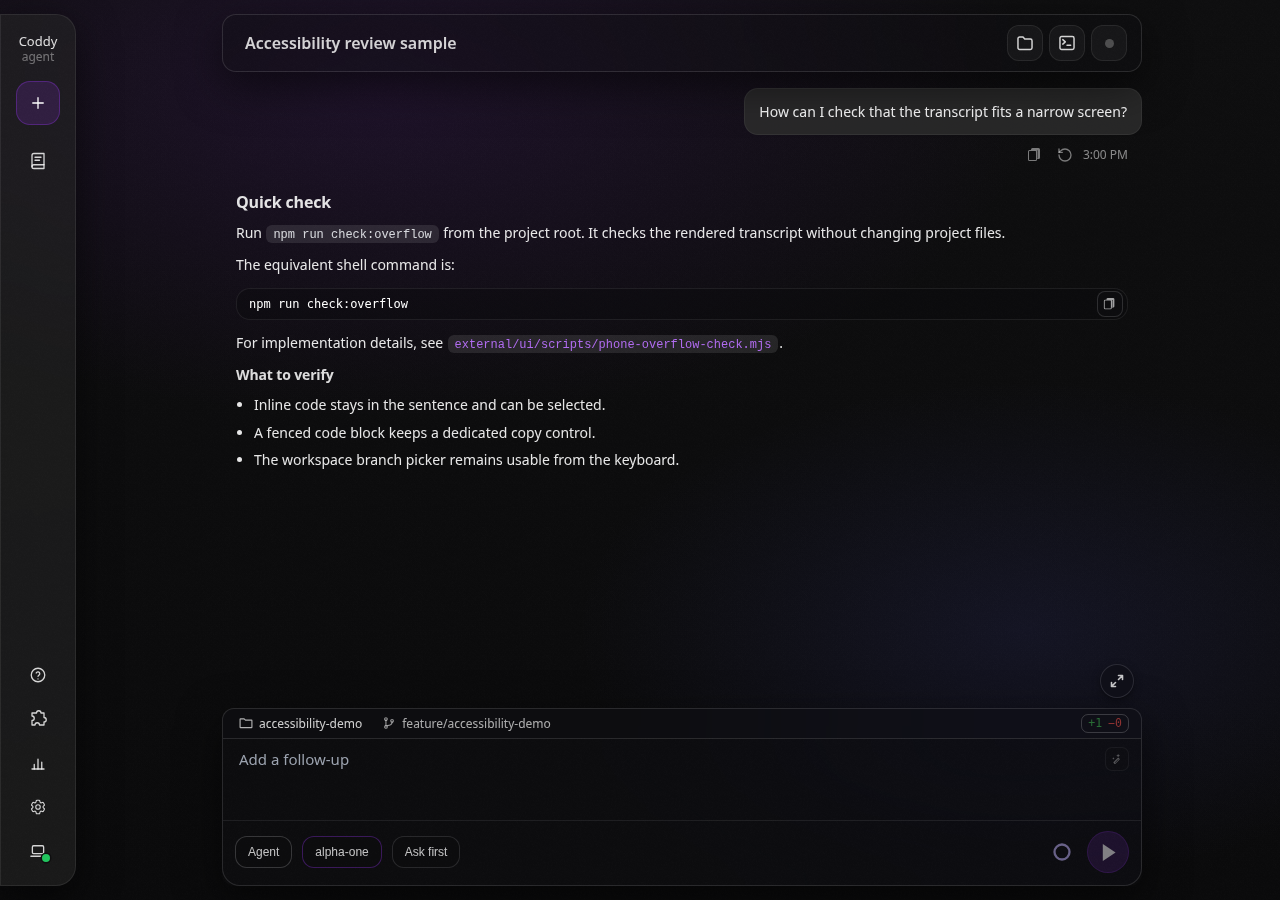 Coddy
agent
Accessibility review sample
How can I check that the transcript fits a narrow screen?
3:00 PM
Quick check
Run npm run check:overflow from the project root. It checks the rendered transcript without changing project files.
The equivalent shell command is:
npm run check:overflow
For implementation details, see external/ui/scripts/phone-overflow-check.mjs.
What to verify
• Inline code stays in the sentence and can be selected.
• A fenced code block keeps a dedicated copy control.
• The workspace branch picker remains usable from the keyboard.
accessibility-demo feature/accessibility-demo +1 −0
Add a follow-up
Agent alpha-one Ask first